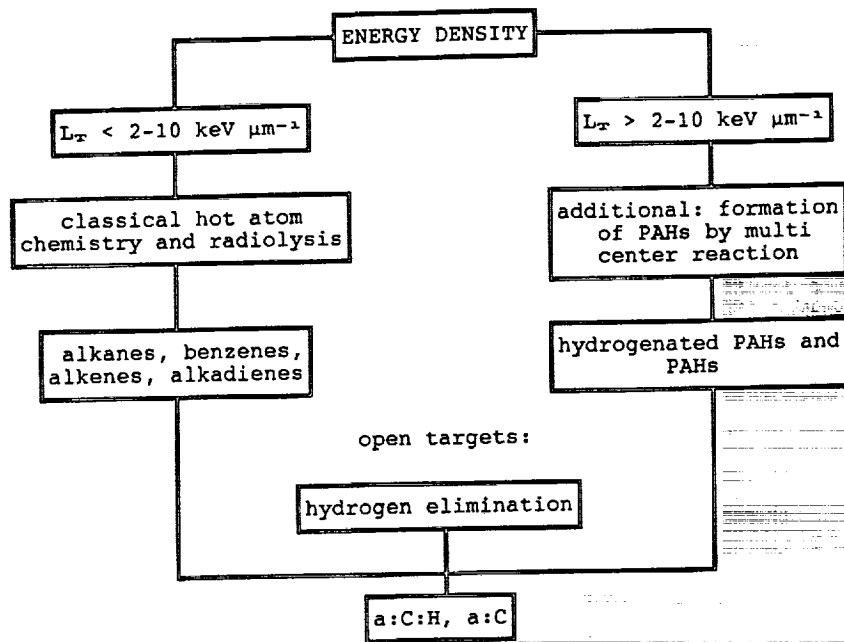 ENERGY DENSITY
L_T < 2-10 keV μm⁻¹
L_T > 2-10 keV μm⁻¹
classical hot atom
chemistry and radiolysis
additional: formation
of PAHs by multi
center reaction
alkanes, benzenes,
alkenes, alkadienes
hydrogenated PAHs and
PAHs
open targets:
hydrogen elimination
a:C:H, a:C